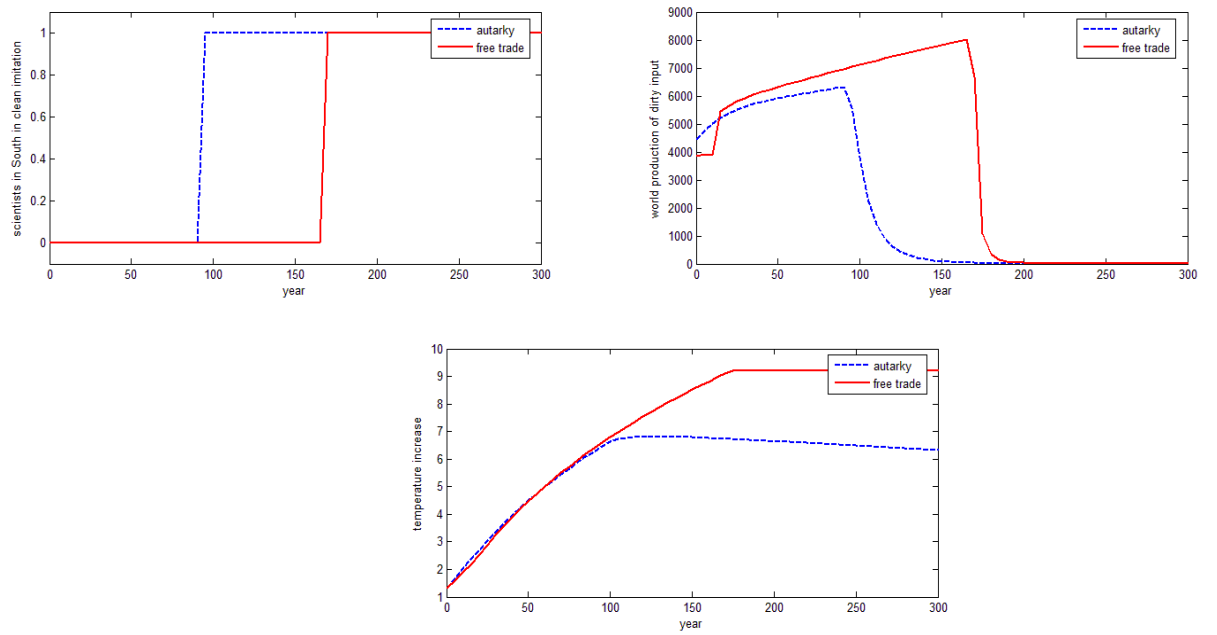 scientists in South in clean imitation
1
0.8
0.6
0.4
0.2
0
0 50 100 150 200 250 300
year
autarky
free trade
world production of dirty input
9000
8000
7000
6000
5000
4000
3000
2000
1000
0
0 50 100 150 200 250 300
year
autarky
free trade
temperature increase
10
9
8
7
6
5
4
3
2
1
0 50 100 150 200 250 300
year
autarky
free trade